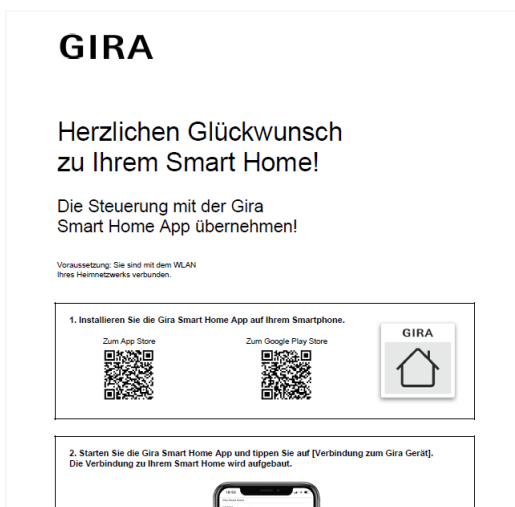 GIRA
Herzlichen Glückwunsch
zu Ihrem Smart Home!
Die Steuerung mit der Gira
Smart Home App übernehmen!
Voraussetzung: Sie sind mit dem WLAN
Ihres Heimnetzwerks verbunden.
1. Installieren Sie die Gira Smart Home App auf Ihrem Smartphone.
Zum App Store
Zum Google Play Store
GIRA
2. Starten Sie die Gira Smart Home App und tippen Sie auf [Verbindung zum Gira Gerät].
Die Verbindung zu Ihrem Smart Home wird aufgebaut.